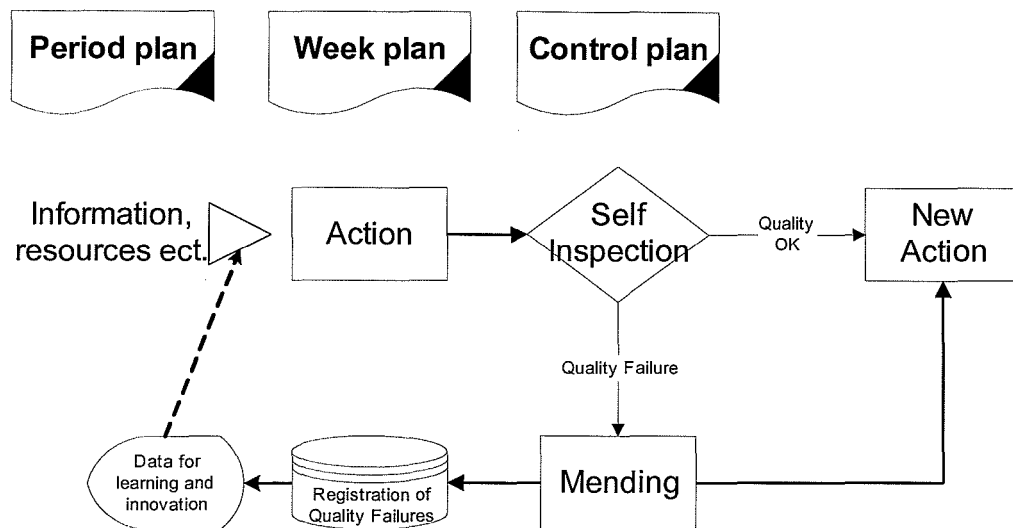 Period plan
Week plan
Control plan
Information,
resources ect.
Action
Self
Inspection
Quality
OK
New
Action
Quality Failure
Data for
learning and
innovation
Registration of
Quality Failures
Mending